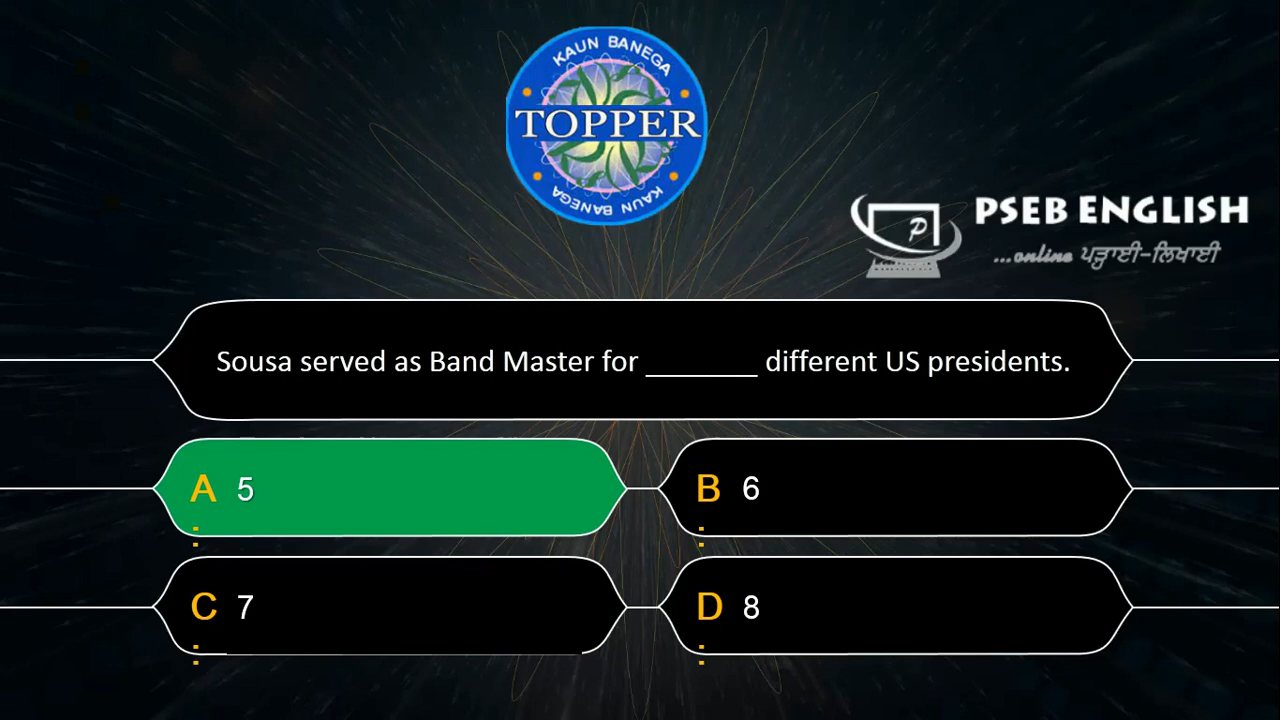 KAUN BANEGA
TOPPER
KAUN BANEGA
PSEB ENGLISH
...online ਪੜ੍ਹਾਈ-ਲਿਖਾਈ
P
Sousa served as Band Master for _______ different US presidents.
A: 5
B: 6
C: 7
D: 8